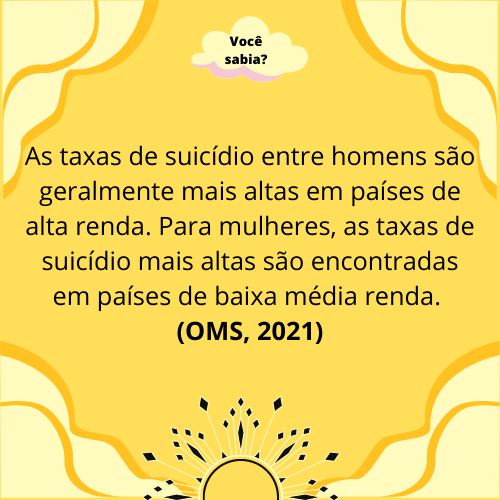 Você
sabia?
As taxas de suicídio entre homens são
geralmente mais altas em países de
alta renda. Para mulheres, as taxas de
suicídio mais altas são encontradas
em países de baixa média renda.
(OMS, 2021)